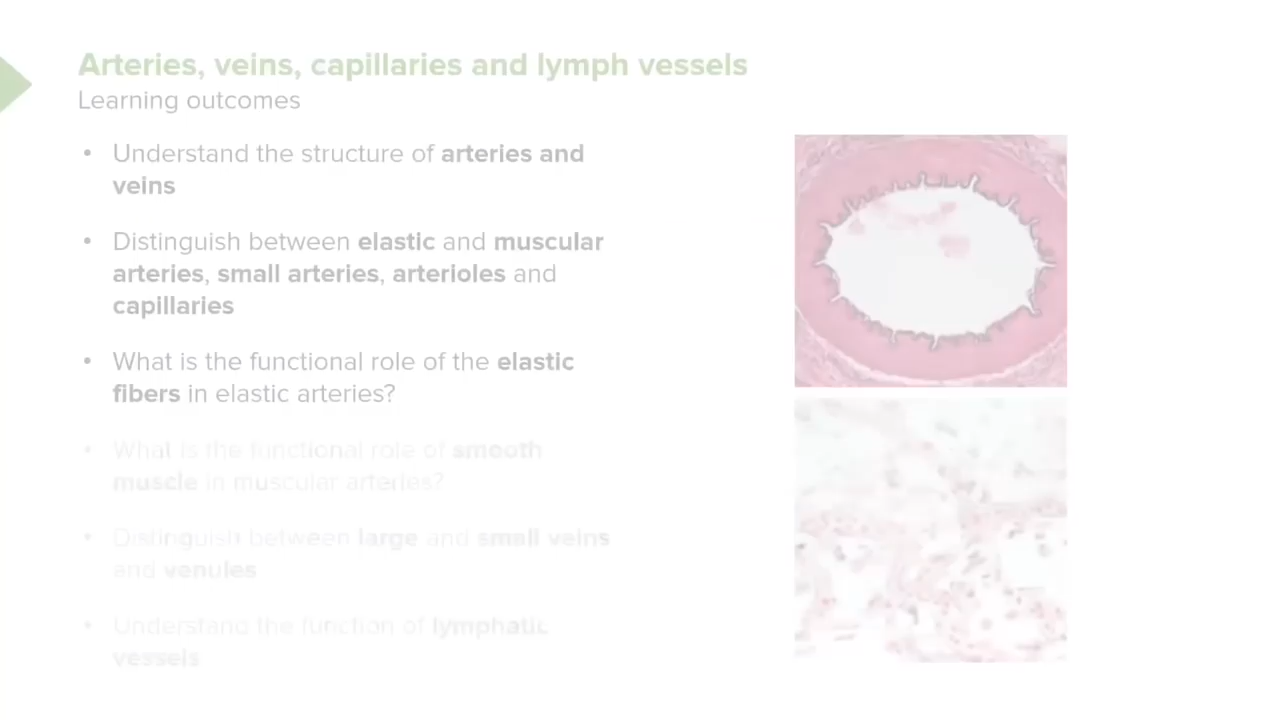 Arteries, veins, capillaries and lymph vessels
Learning outcomes
• Understand the structure of arteries and
veins
• Distinguish between elastic and muscular
arteries, small arteries, arterioles and
capillaries
• What is the functional role of the elastic
fibers in elastic arteries?
• What is the functional role of smooth
muscle in muscular arteries?
• Distinguish between large and small veins
and venules
• Understand the function of lymphatic
vessels